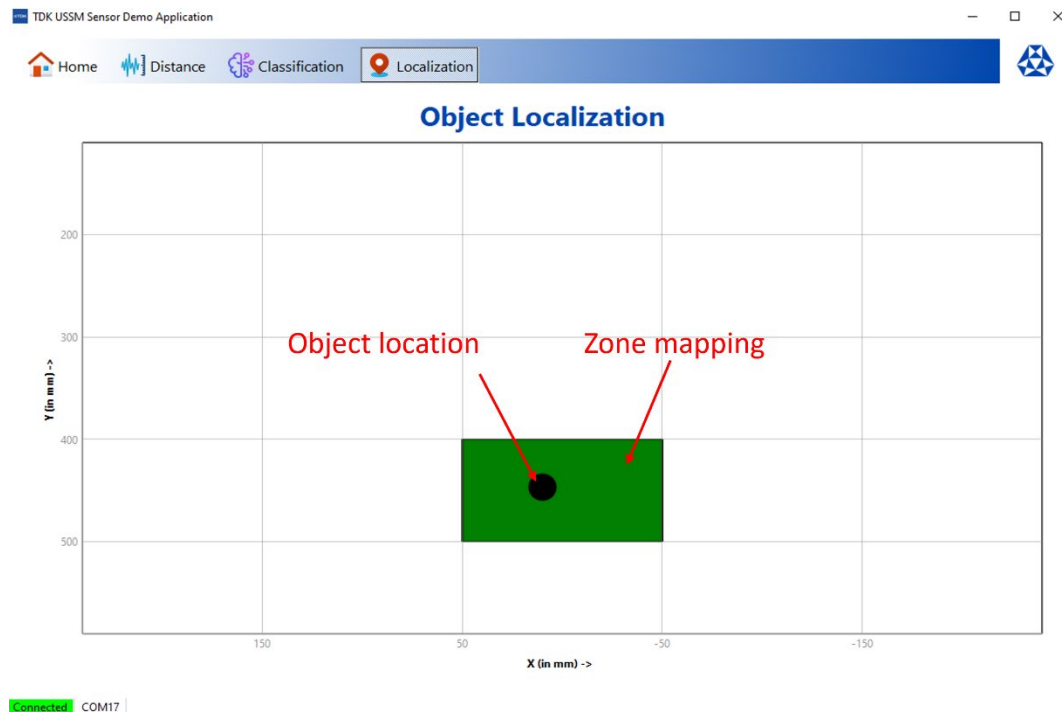 TDK USSM Sensor Demo Application
Home Distance Classification Localization
Object Localization
200
300
Object location Zone mapping
Y (in mm) ->
400
500
150 50 -50 -150
X (in mm) ->
Connected COM17